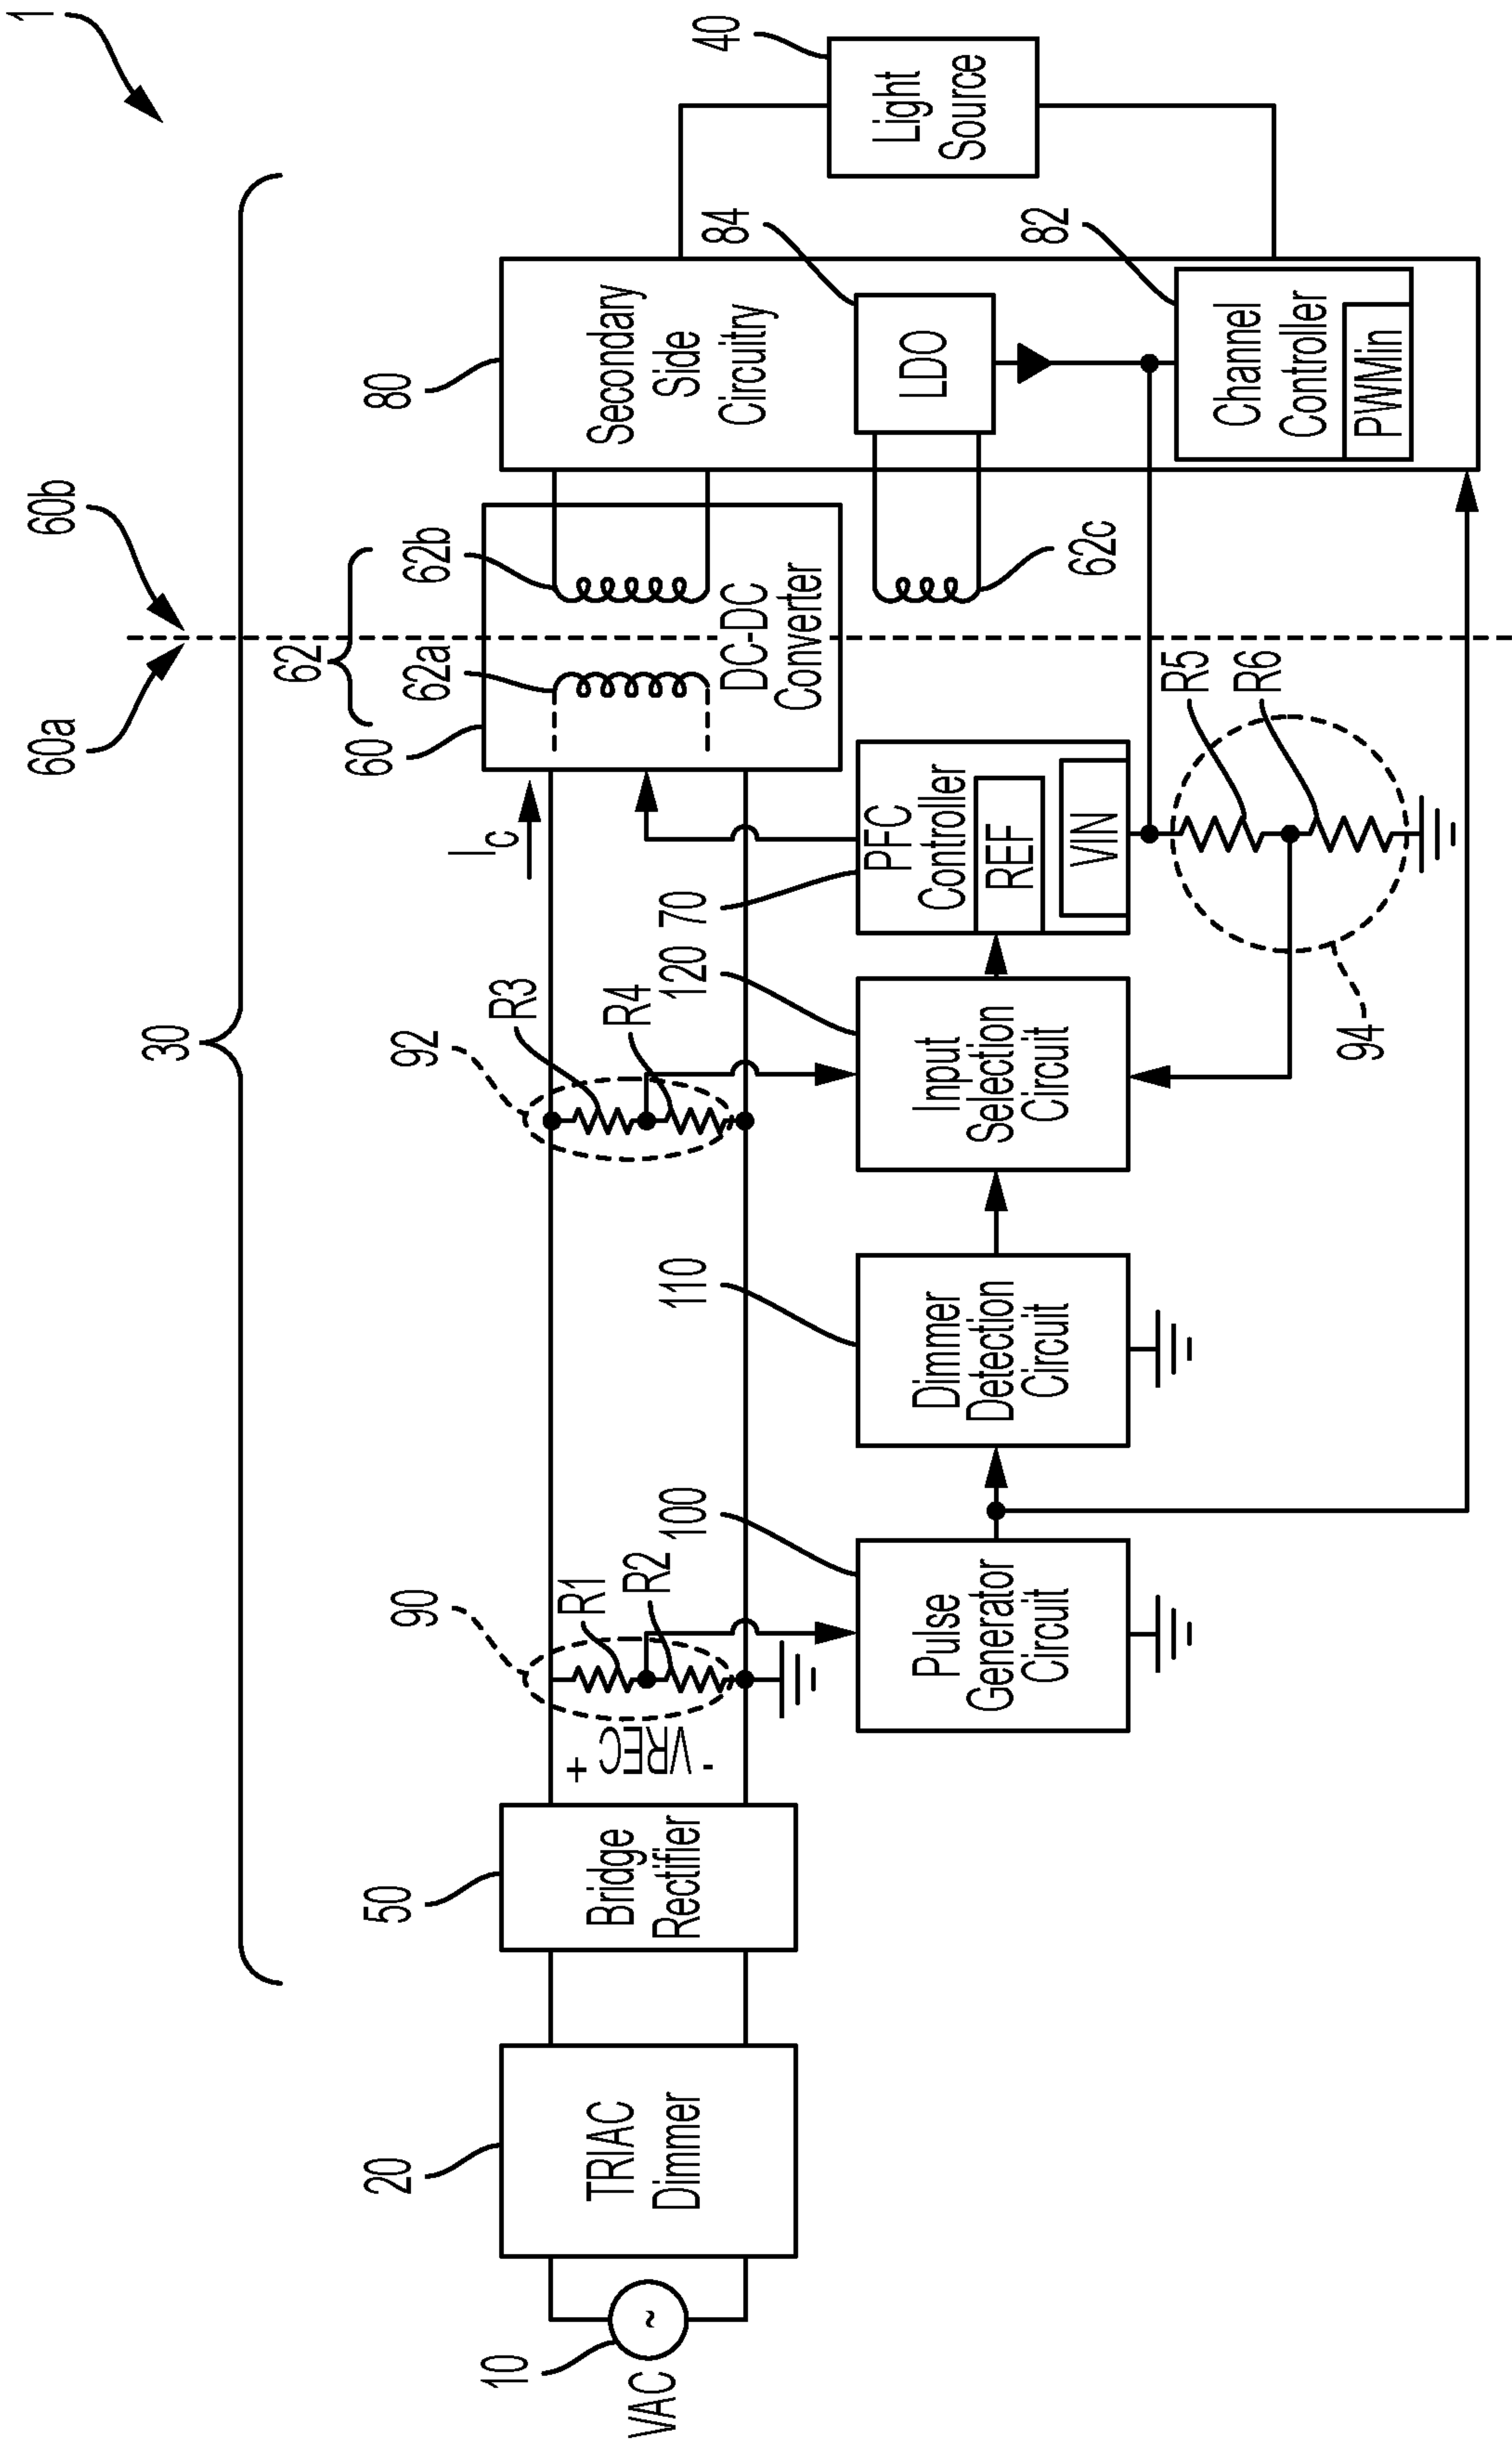 1
60a
60b
30
62
10
VAC
~
20
TRIAC
Dimmer
50
Bridge
Rectifier
+
VREC
-
90
R1
R2
92
R3
R4
Ic
60
62a
62b
DC-DC
Converter
80
Secondary
Side
Circuitry
40
Light
Source
100
Pulse
Generator
Circuit
110
Dimmer
Detection
Circuit
120
Input
Selection
Circuit
70
PFC
Controller
REF
VIN
62c
84
LDO
82
Channel
Controller
PWMin
R5
R6
94